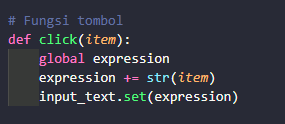 # Fungsi tombol
def click(item):
    global expression
    expression += str(item)
    input_text.set(expression)